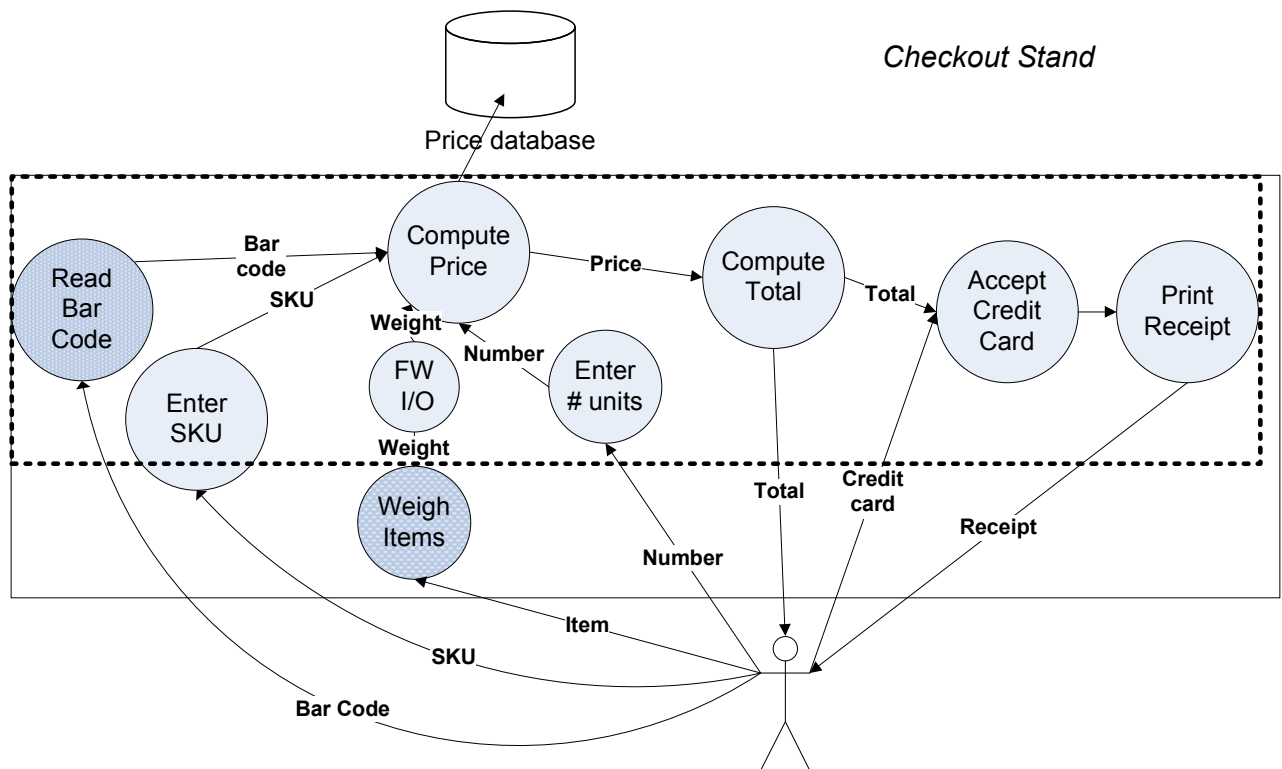 Checkout Stand
Price database
Read
Bar
Code
Bar
code
SKU
Compute
Price
Price
Compute
Total
Total
Accept
Credit
Card
Print
Receipt
Weight
Number
Enter
SKU
FW
I/O
Enter
# units
Weight
Weigh
Items
Total
Credit
card
Receipt
Number
Item
SKU
Bar Code